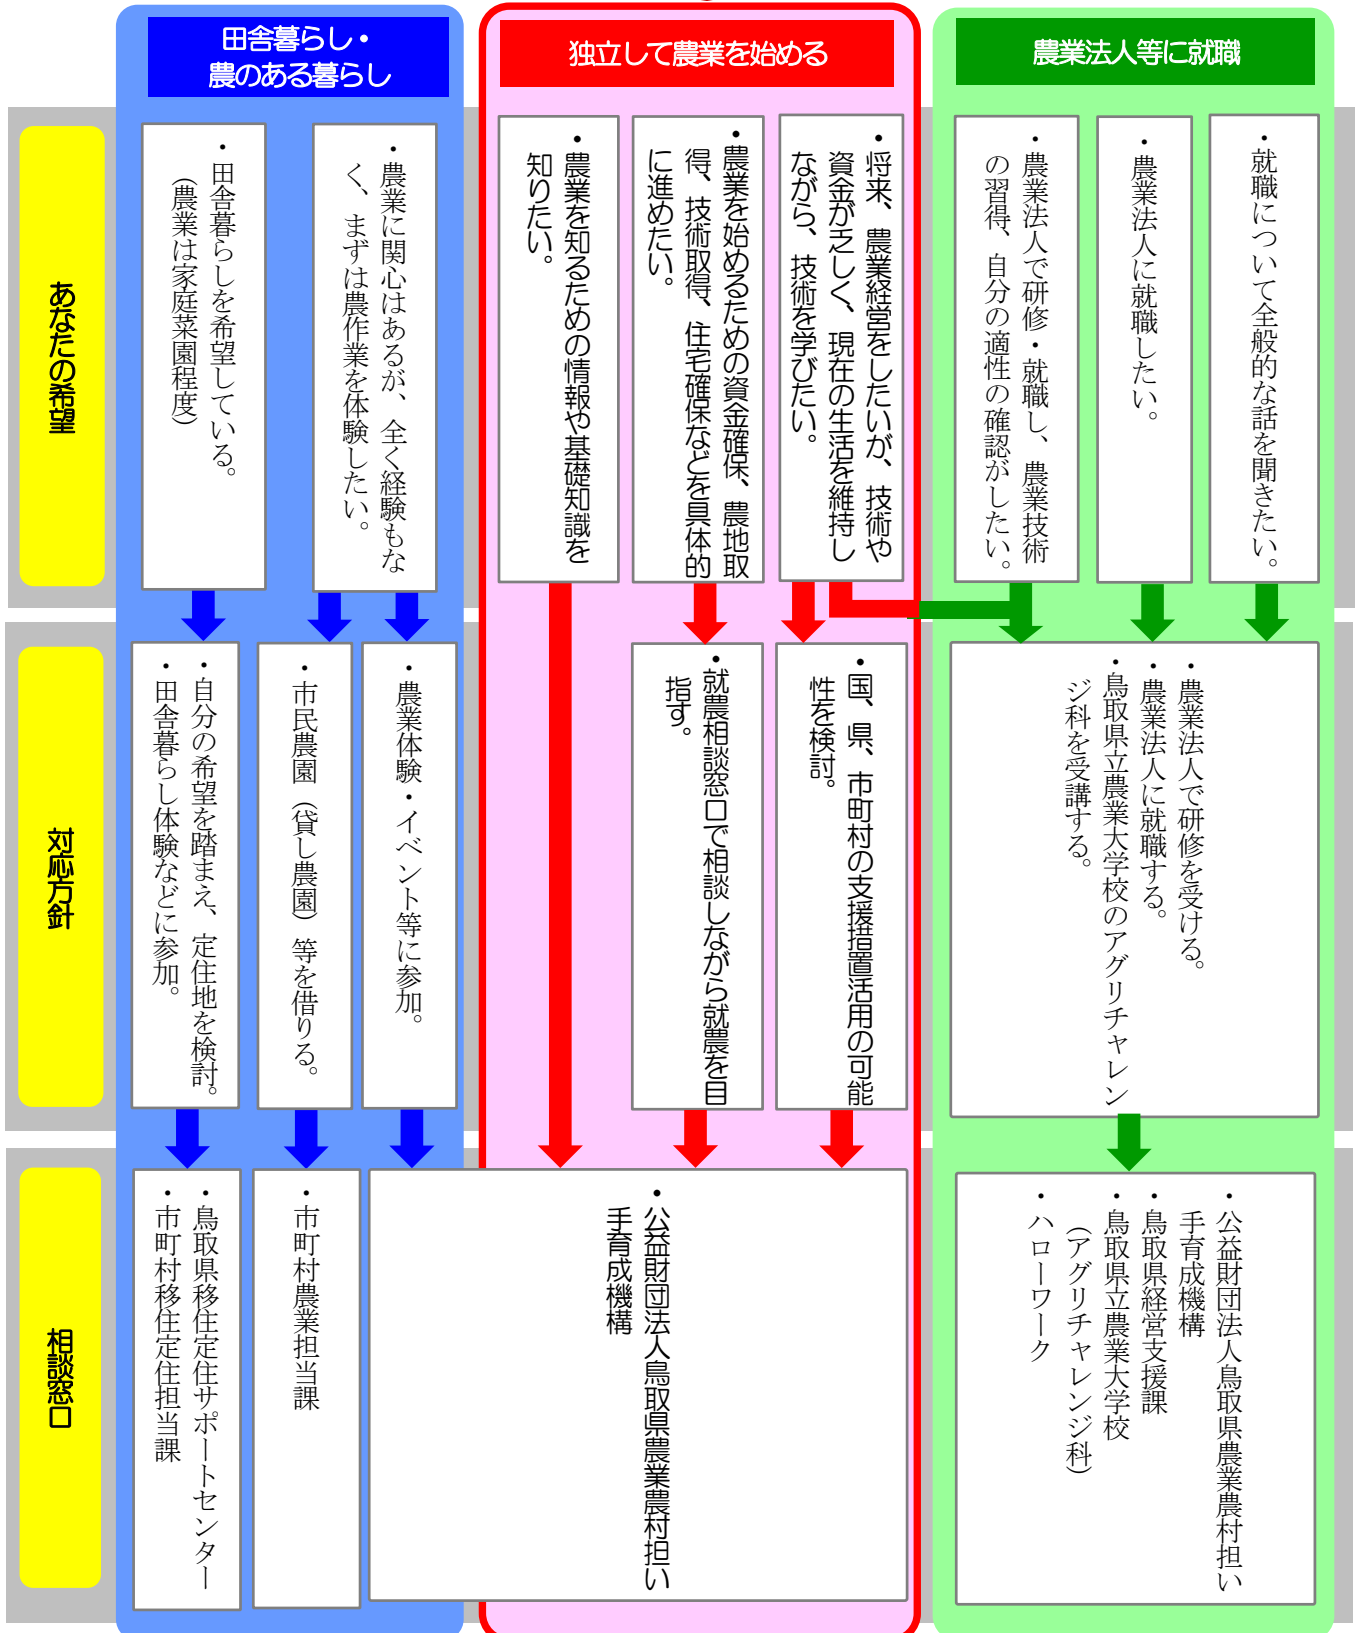 田舎暮らし・
農のある暮らし
独立して農業を始める
農業法人等に就職
あなたの希望
・就職について全般的な話を聞きたい。
・農業法人に就職したい。
・農業法人で研修・就職し、農業技術
の習得、自分の適性の確認がしたい。
・将来、農業経営をしたいが、技術や
資金が乏しく、現在の生活を維持し
ながら、技術を学びたい。
・農業を始めるための資金確保、農地取
得、技術取得、住宅確保などを具体的
に進めたい。
・農業を知るための情報や基礎知識を
知りたい。
・農業に関心はあるが、全く経験もな
く、まずは農作業を体験したい。
・田舎暮らしを希望している。
（農業は家庭菜園程度）
対応方針
・農業法人で研修を受ける。
・農業法人に就職する。
・鳥取県立農業大学校のアグリチャレン
ジ科を受講する。
・国、県、市町村の支援措置活用の可能
性を検討。
・就農相談窓口で相談しながら就農を目
指す。
・農業体験・イベント等に参加。
・市民農園（貸し農園）等を借りる。
・自分の希望を踏まえ、定住地を検討。
・田舎暮らし体験などに参加。
相談窓口
・公益財団法人鳥取県農業農村担い
手育成機構
・鳥取県経営支援課
・鳥取県立農業大学校
（アグリチャレンジ科）
・ハローワーク
・公益財団法人鳥取県農業農村担い
手育成機構
・市町村農業担当課
・鳥取県移住定住サポートセンター
・市町村移住定住担当課